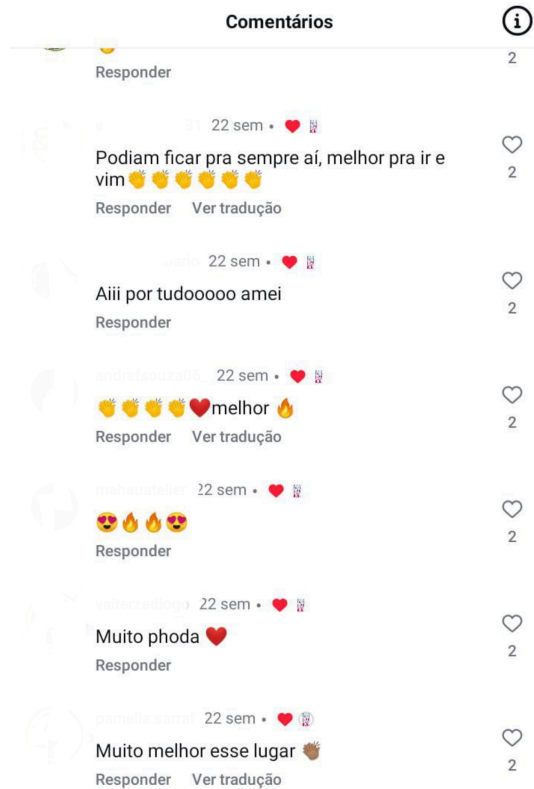 Comentários
2
Responder
22 sem •
Podiam ficar pra sempre aí, melhor pra ir e
vim👏👏👏👏👏👏
2
Responder Ver tradução
22 sem •
Aiii por tudooooo amei
2
Responder
22 sem •
👏👏👏👏❤️melhor 🔥
2
Responder Ver tradução
22 sem •
😍🔥🔥😍
2
Responder
22 sem •
Muito phoda ❤️
2
Responder
22 sem •
Muito melhor esse lugar 👏🏽
2
Responder Ver tradução